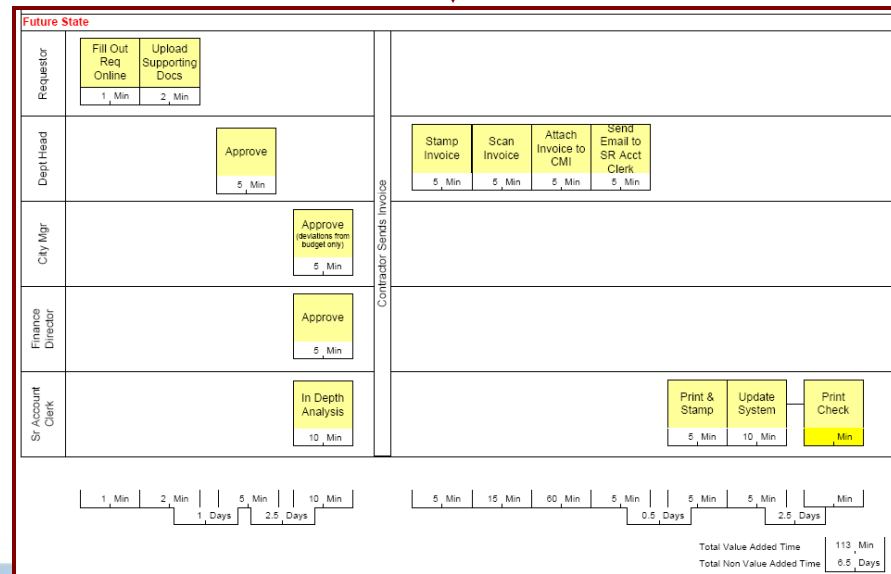 Future State
Requestor
Fill Out
Req
Online
1 Min
Upload
Supporting
Docs
2 Min
Dept Head
Approve
5 Min
Stamp
Invoice
5 Min
Scan
Invoice
5 Min
Attach
Invoice to
CMI
5 Min
Send
Email to
SR Acct
Clerk
5 Min
City Mgr
Approve
(deviations from
budget only)
5 Min
Contractor Sends Invoice
Finance
Director
Approve
5 Min
Sr Account
Clerk
In Depth
Analysis
10 Min
Print &
Stamp
5 Min
Update
System
10 Min
Print
Check
Min
1 Min 2 Min 5 Min 10 Min 5 Min 15 Min 60 Min 5 Min 5 Min 5 Min Min
1 Days 2.5 Days 0.5 Days 2.5 Days
Total Value Added Time 113 Min
Total Non Value Added Time 6.5 Days